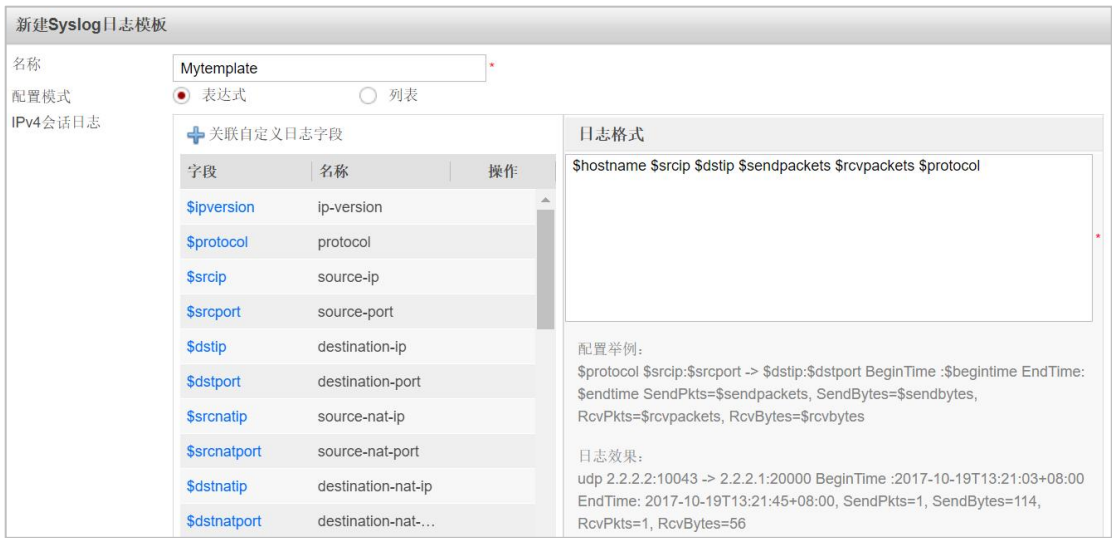 新建Syslog日志模板
名称 Mytemplate *
配置模式 表达式 列表
IPv4会话日志 关联自定义日志字段 日志格式
字段 名称 操作
$hostname $srcip $dstip $sendpackets $rcvpackets $protocol
*
$ipversion ip-version
$protocol protocol
$srcip source-ip
$srcport source-port
$dstip destination-ip
$dstport destination-port
$srcnatip source-nat-ip
$srcnatport source-nat-port
$dstnatip destination-nat-ip
$dstnatport destination-nat-...
配置举例:
$protocol $srcip:$srcport -> $dstip:$dstport BeginTime :$begintime EndTime:
$endtime SendPkts=$sendpackets, SendBytes=$sendbytes,
RcvPkts=$rcvpackets, RcvBytes=$rcvbytes
日志效果:
udp 2.2.2.2:10043 -> 2.2.2.1:20000 BeginTime :2017-10-19T13:21:03+08:00
EndTime: 2017-10-19T13:21:45+08:00, SendPkts=1, SendBytes=114,
RcvPkts=1, RcvBytes=56